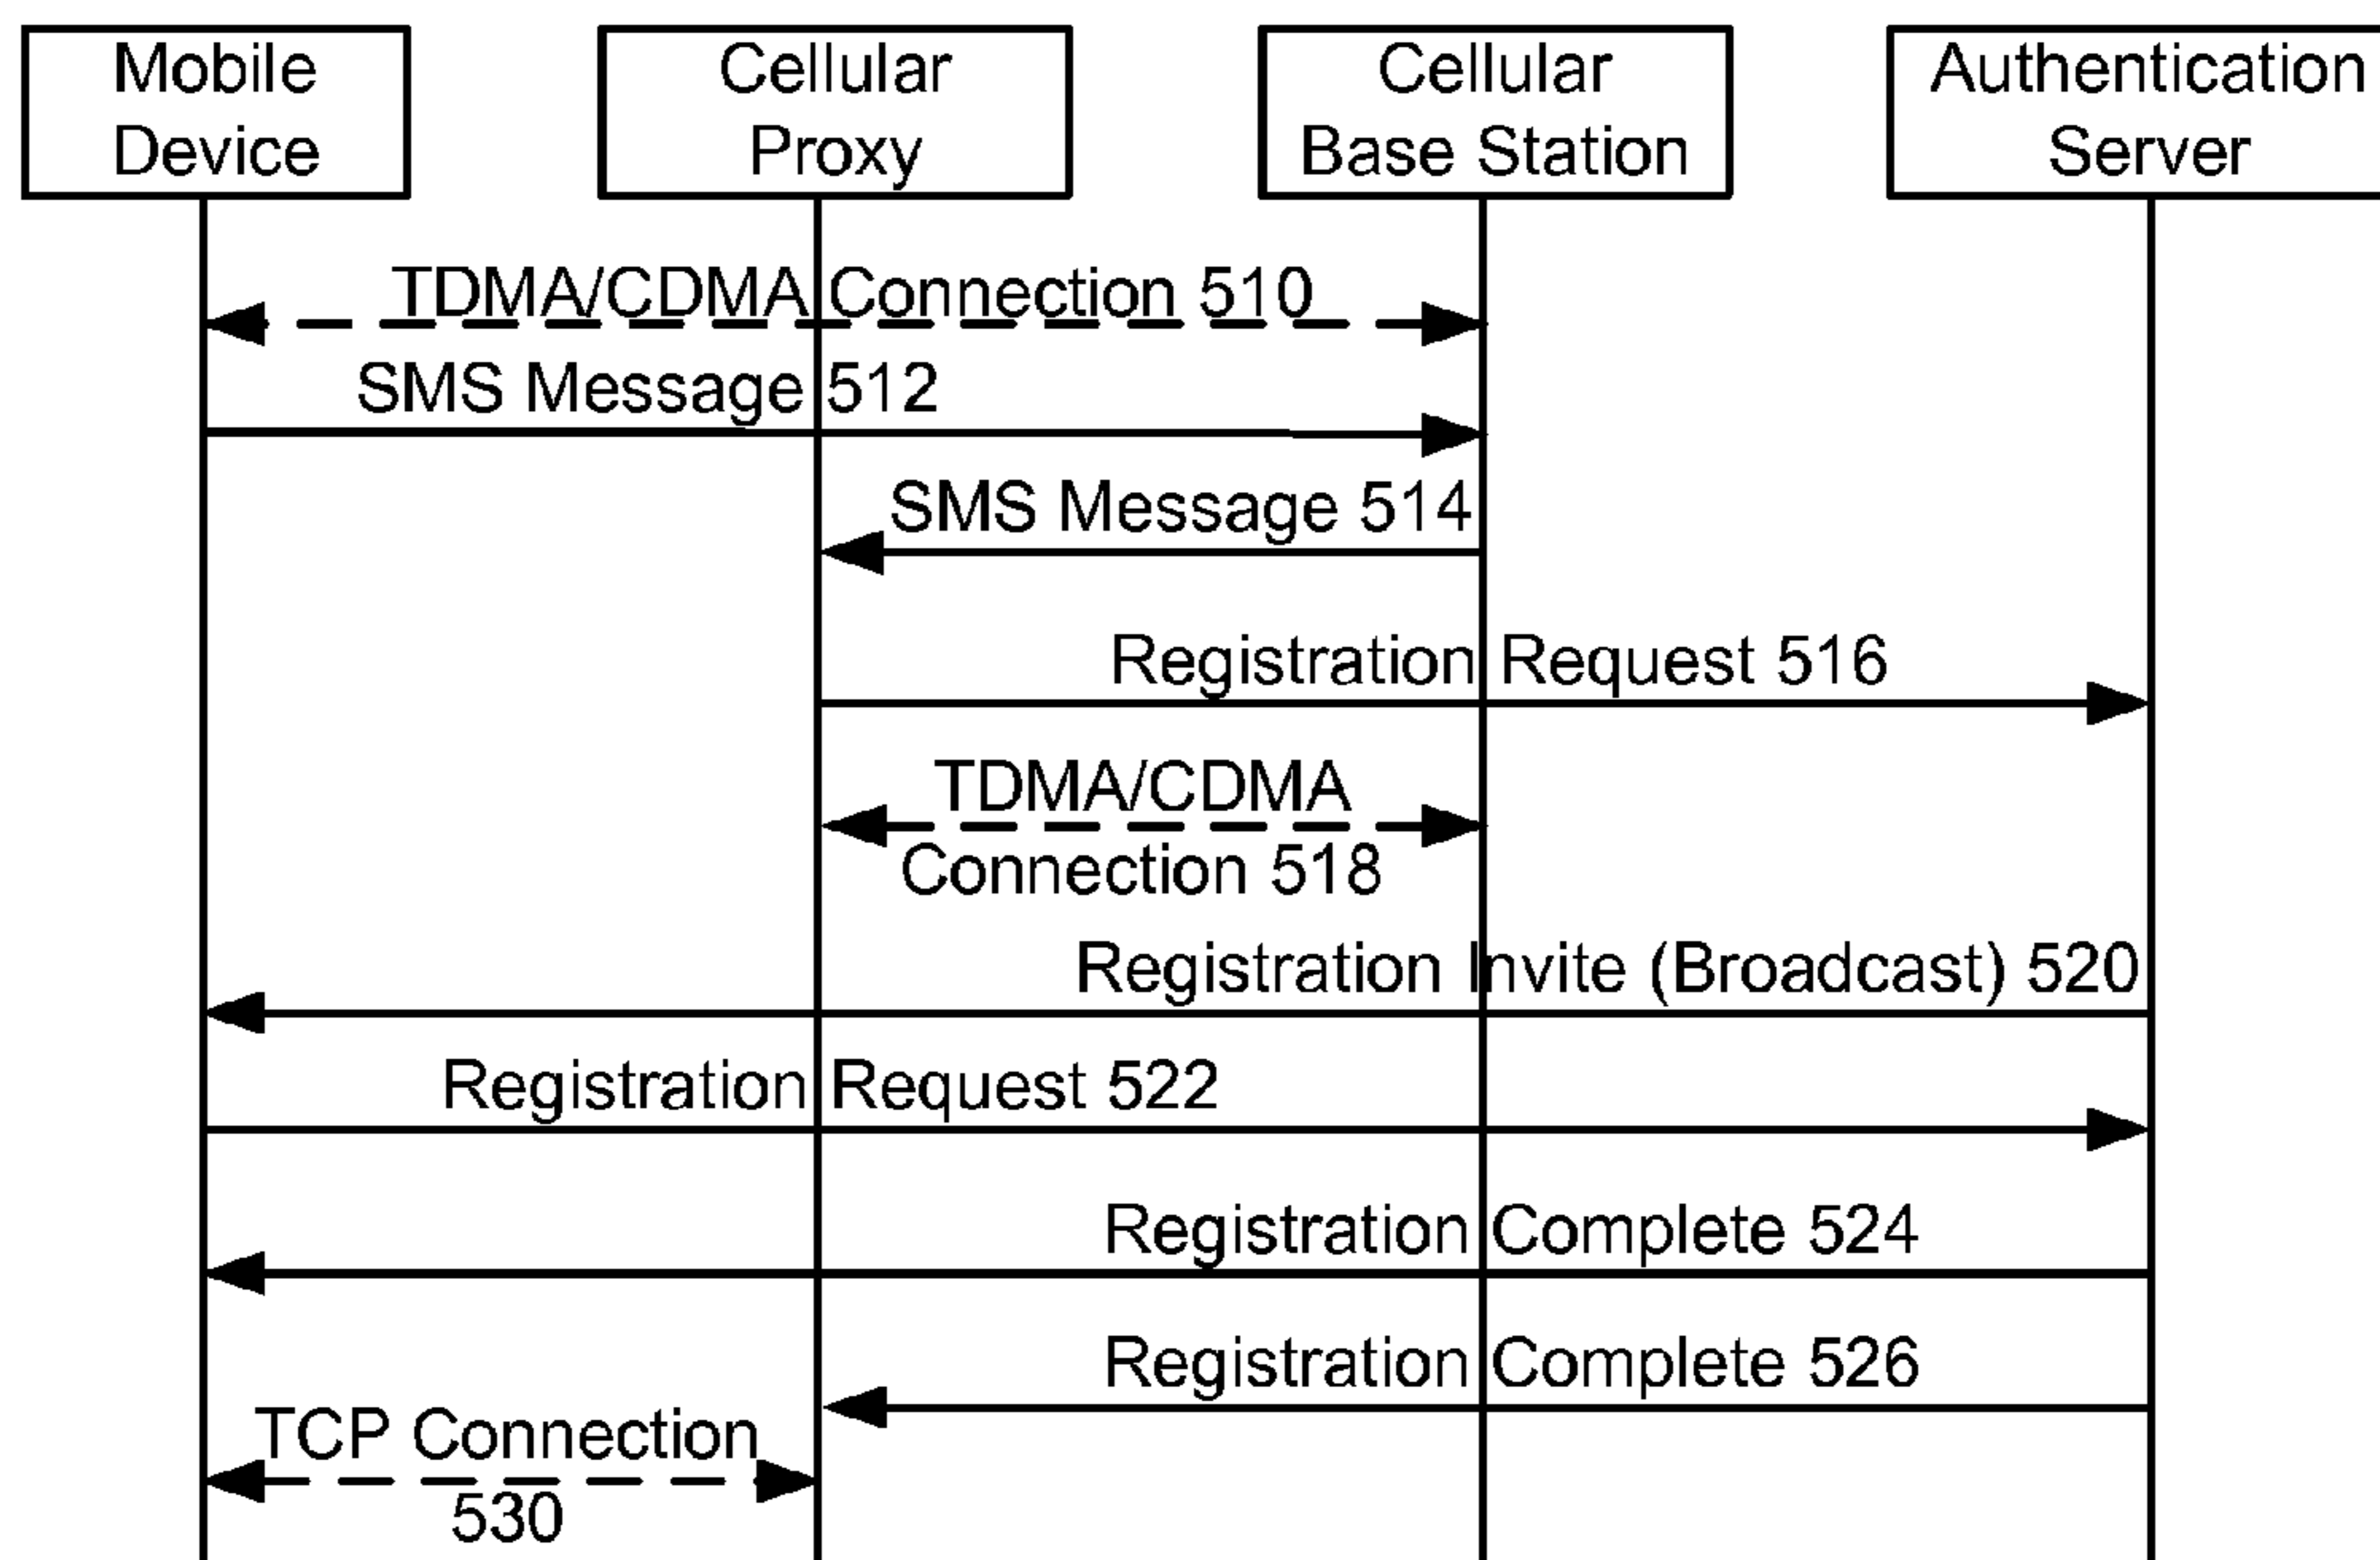 Mobile
Device
Cellular
Proxy
Cellular
Base Station
Authentication
Server
TDMA/CDMA Connection 510
SMS Message 512
SMS Message 514
Registration Request 516
TDMA/CDMA
Connection 518
Registration Invite (Broadcast) 520
Registration Request 522
Registration Complete 524
Registration Complete 526
TCP Connection
530